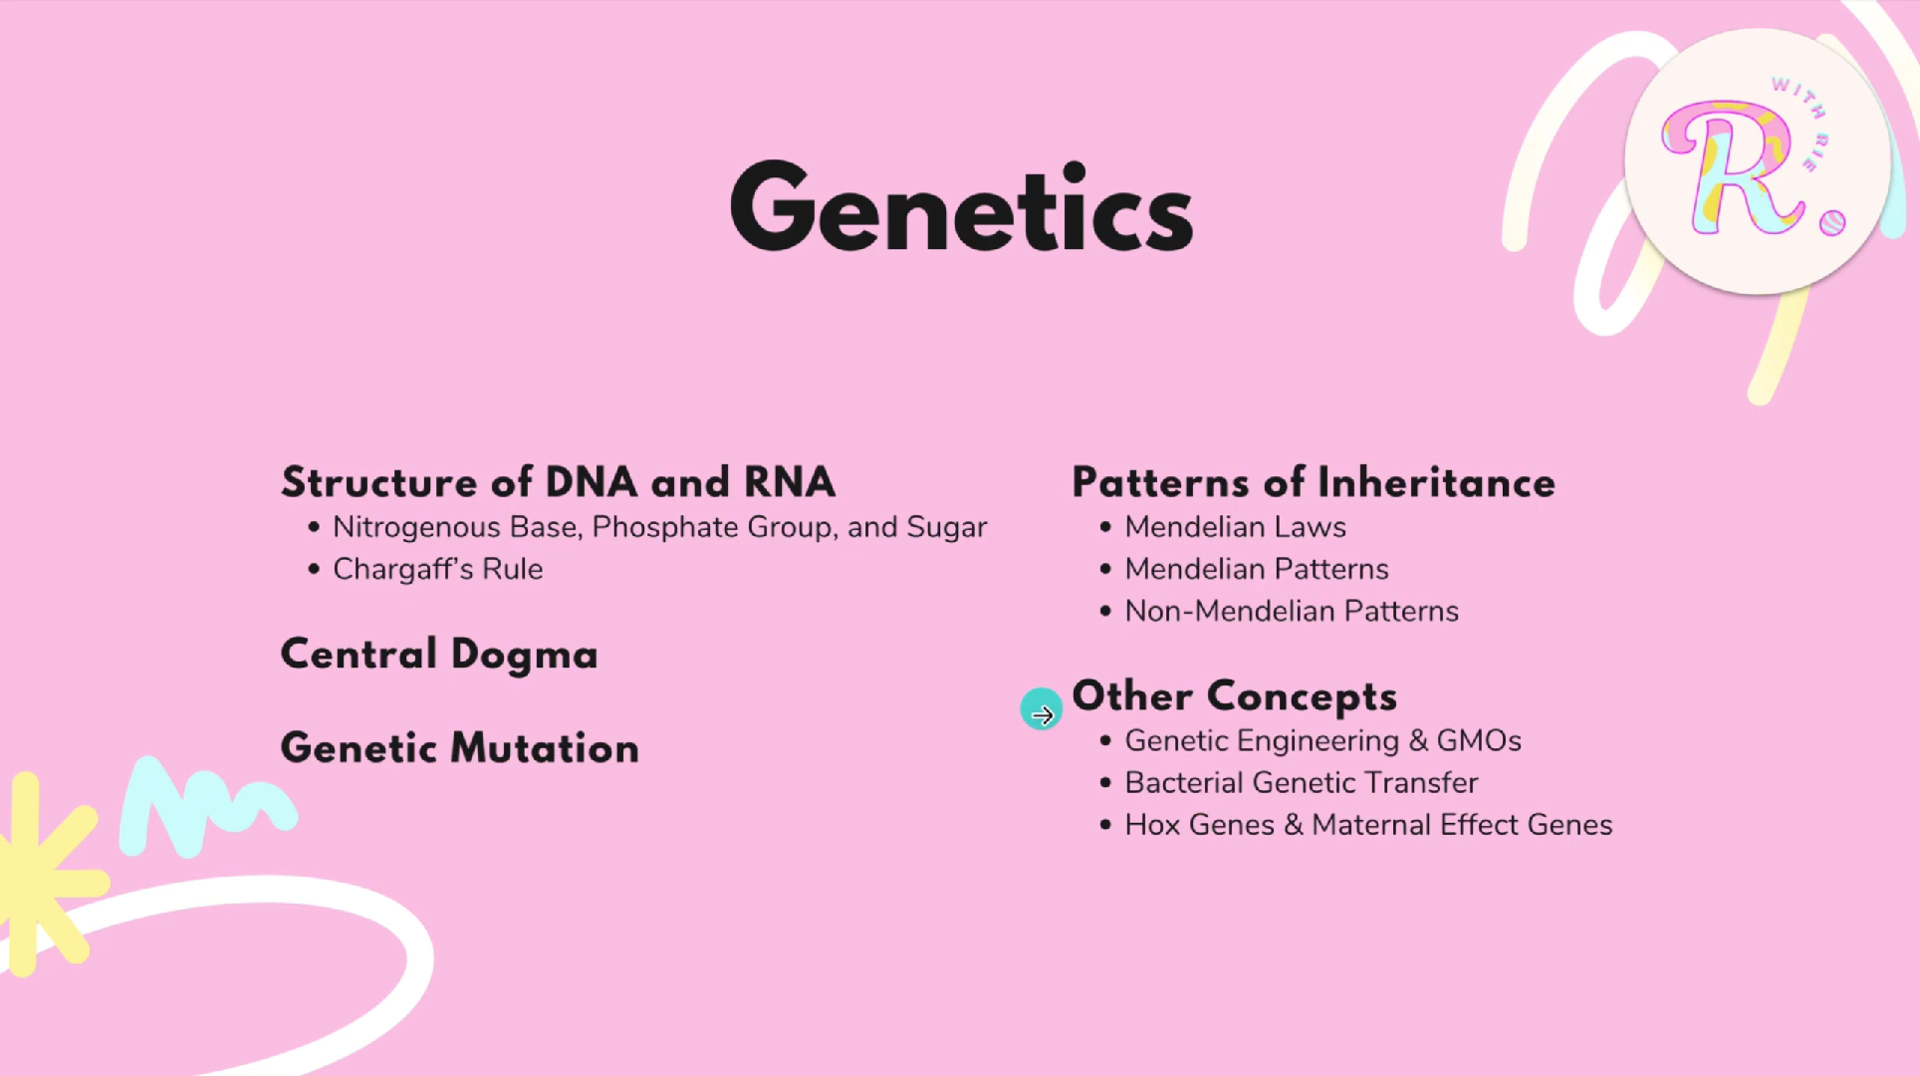 WITH RIE
R.
Genetics
Structure of DNA and RNA
• Nitrogenous Base, Phosphate Group, and Sugar
• Chargaff's Rule
Central Dogma
Genetic Mutation
Patterns of Inheritance
• Mendelian Laws
• Mendelian Patterns
• Non-Mendelian Patterns
Other Concepts
• Genetic Engineering & GMOs
• Bacterial Genetic Transfer
• Hox Genes & Maternal Effect Genes